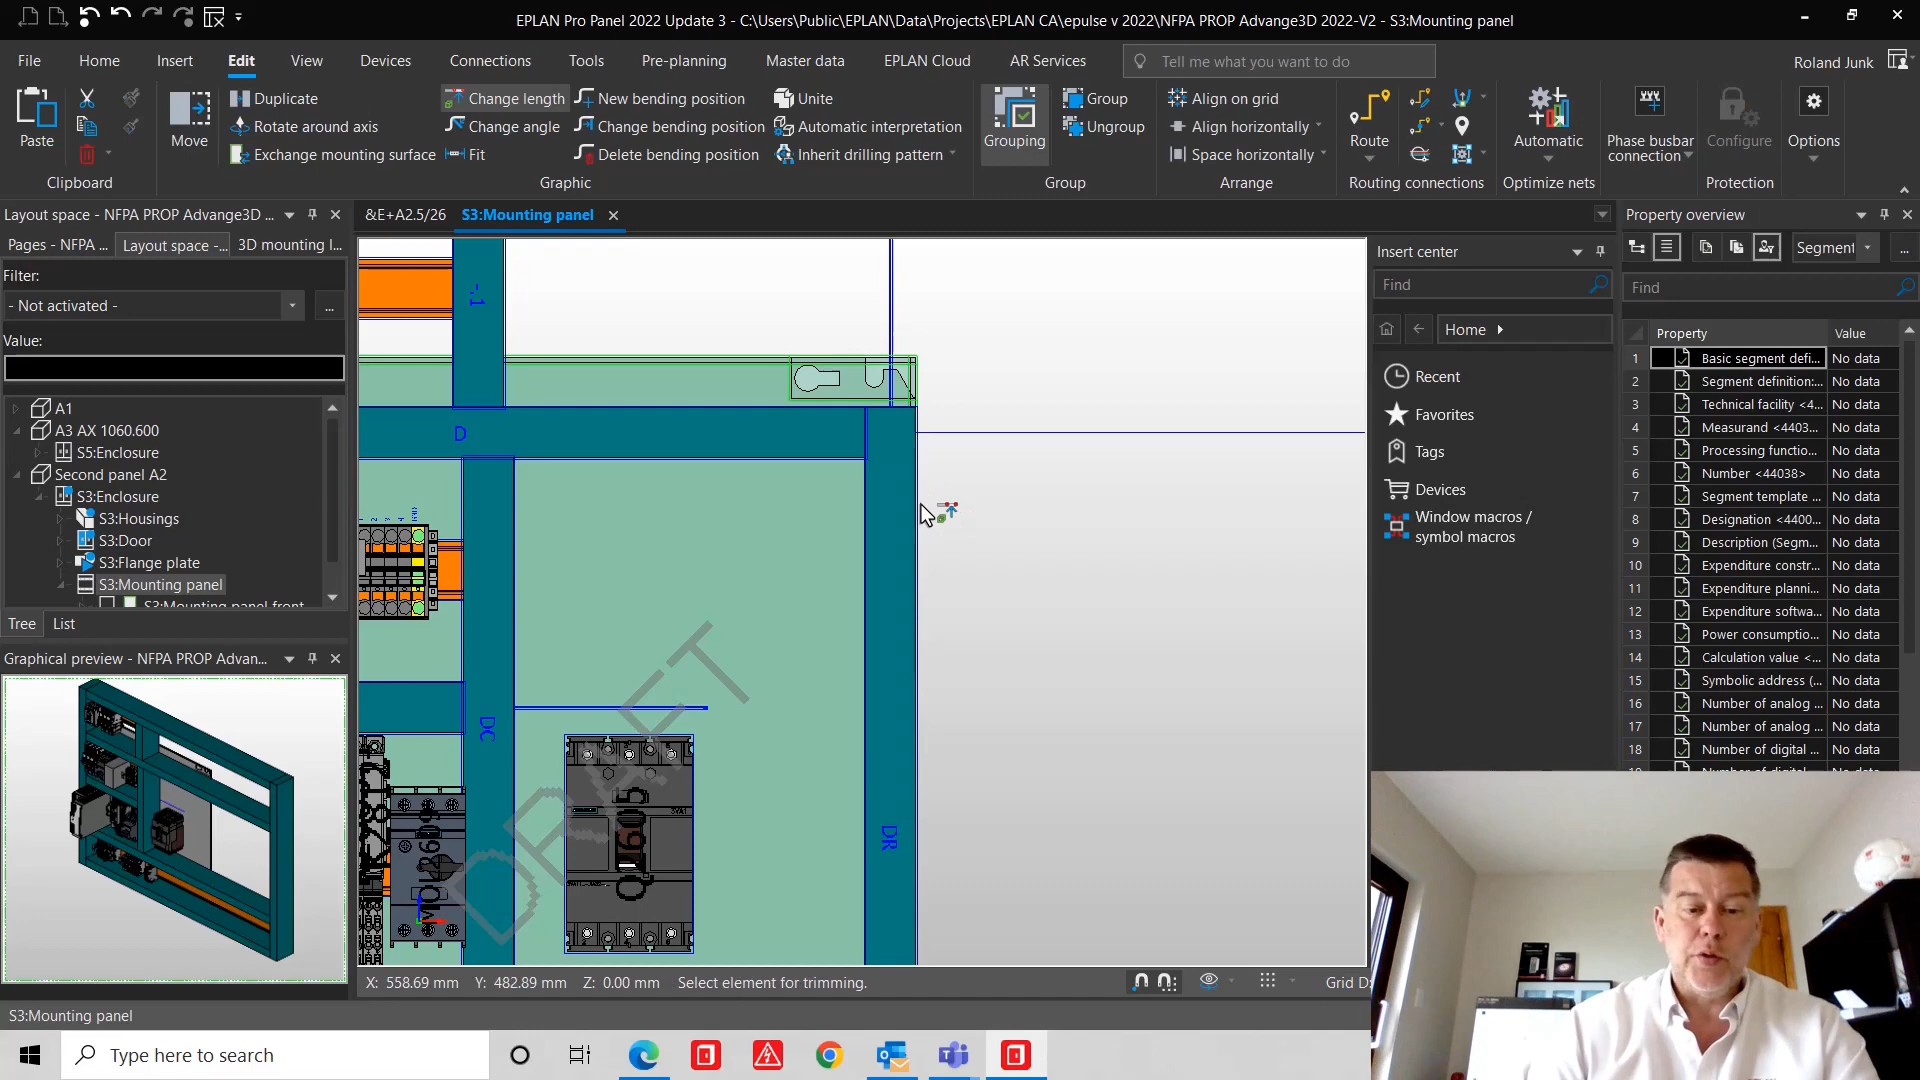 EPLAN Pro Panel 2022 Update 3 - C:\Users\Public\EPLAN\Data\Projects\EPLAN CA\epulse v 2022\NFPA PROP Advange3D 2022-V2 - S3:Mounting panel
File Home Insert Edit View Devices Connections Tools Pre-planning Master data EPLAN Cloud AR Services Tell me what you want to do Roland Junk
Paste
Clipboard
Move
Duplicate
Rotate around axis
Exchange mounting surface
Change length
Change angle
Fit
New bending position
Change bending position
Delete bending position
Unite
Automatic interpretation
Inherit drilling pattern
Graphic
Grouping
Group
Ungroup
Group
Align on grid
Align horizontally
Space horizontally
Arrange
Route
Routing connections
Automatic
Optimize nets
Phase busbar
connection
Configure
Protection
Options
Layout space - NFPA PROP Advange3D ...
Pages - NFPA ... Layout space -... 3D mounting l...
Filter:
- Not activated -
...
Value:
A1
A3 AX 1060.600
S5:Enclosure
Second panel A2
S3:Enclosure
S3:Housings
S3:Door
S3:Flange plate
S3:Mounting panel
S3:Mounting panel front
Tree List
Graphical preview - NFPA PROP Advan...
&E+A2.5/26 S3:Mounting panel
D
DC
DR
DRAFT
X: 558.69 mm Y: 482.89 mm Z: 0.00 mm Select element for trimming.
Grid D:
Insert center
Find
Home
Recent
Favorites
Tags
Devices
Window macros /
symbol macros
Property overview
Segment
...
Find
Property Value
1 Basic segment defi... No data
2 Segment definition:... No data
3 Technical facility <4... No data
4 Measurand <4403... No data
5 Processing functio... No data
6 Number <44038> No data
7 Segment template ... No data
8 Designation <4400... No data
9 Description (Segm... No data
10 Expenditure constr... No data
11 Expenditure planni... No data
12 Expenditure softwa... No data
13 Power consumptio... No data
14 Calculation value <... No data
15 Symbolic address (... No data
16 Number of analog ... No data
17 Number of analog ... No data
18 Number of digital ... No data
S3:Mounting panel
Type here to search